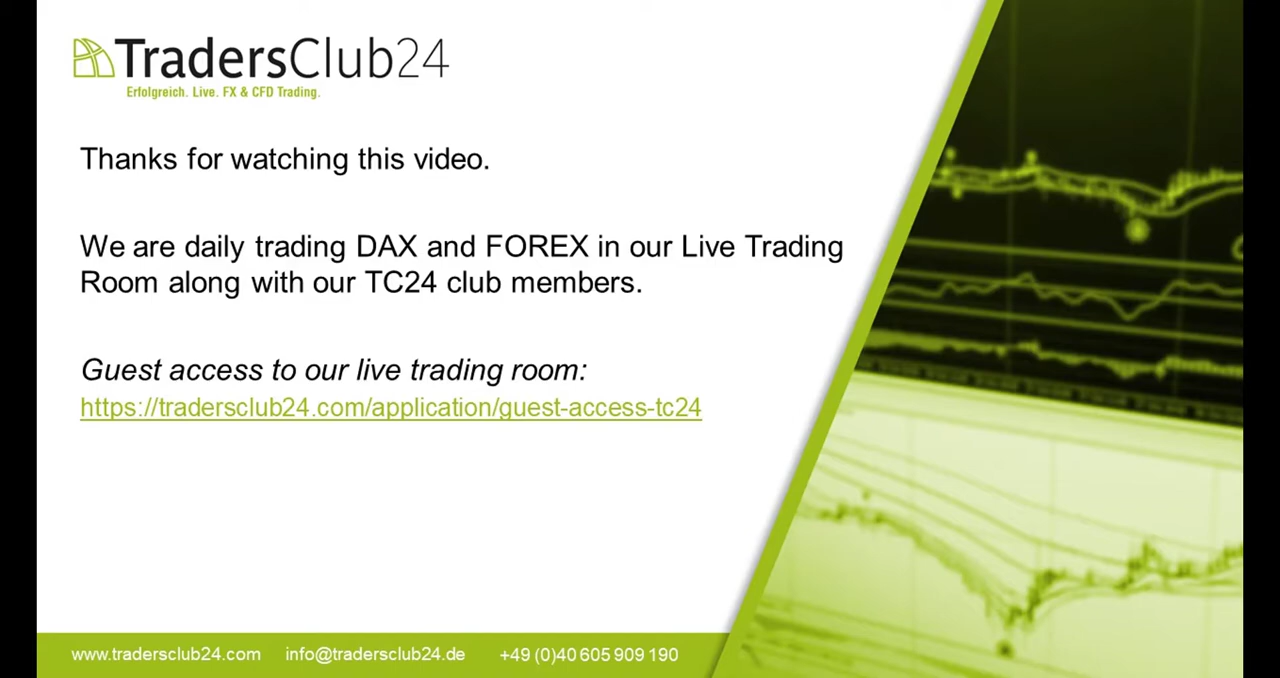 TradersClub24
Erfolgreich. Live. FX & CFD Trading.
Thanks for watching this video.
We are daily trading DAX and FOREX in our Live Trading
Room along with our TC24 club members.
Guest access to our live trading room:
https://tradersclub24.com/application/guest-access-tc24
www.tradersclub24.com info@tradersclub24.de +49 (0)40 605 909 190